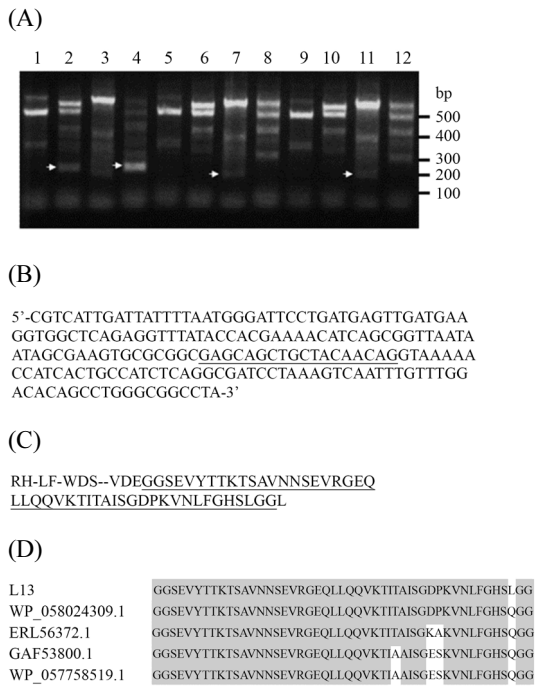 (A)
1 2 3 4 5 6 7 8 9 10 11 12
bp
500
400
300
200
100
(B)
5'-CGTCATTGATTATTTTAATGGGATTCCTGATGAGTTGATGAA
GGTGGCTCAGAGGTTTATACCACGAAAACATCAGCGGTTAATA
ATAGCGAAGTGCGCGGCGAGCAGCTGCTACAACAGGTAAAAA
CCATCACTGCCATCTCAGGCGATCCTAAAGTCAATTTGTTTGG
ACACAGCCTGGGCGGCCTA-3'
(C)
RH-LF-WDS--VDEGGSEVYTTKTSAVNNSEVRGEQ
LLQQVKTITAISGDPKVNLFGHSLGGL
(D)
L13 GGSEVYTTKTSAVNNSEVRGEQLLQQVKTITAISGDPKVNLFGHSLGG
WP_058024309.1 GGSEVYTTKTSAVNNSEVRGEQLLQQVKTITAISGDPKVNLFGHSQGG
ERL56372.1 GGSEVYTTKTSAVNNSEVRGEQLLQQVKTITAISGKAKVNLFGHSQGG
GAF53800.1 GGSEVYTTKTSAVNNSEVRGEQLLQQVKTIAAISGESKVNLFGHSQGG
WP_057758519.1 GGSEVYTTKTSAVNNSEVRGEQLLQQVKTIAAISGESKVNLFGHSQGG